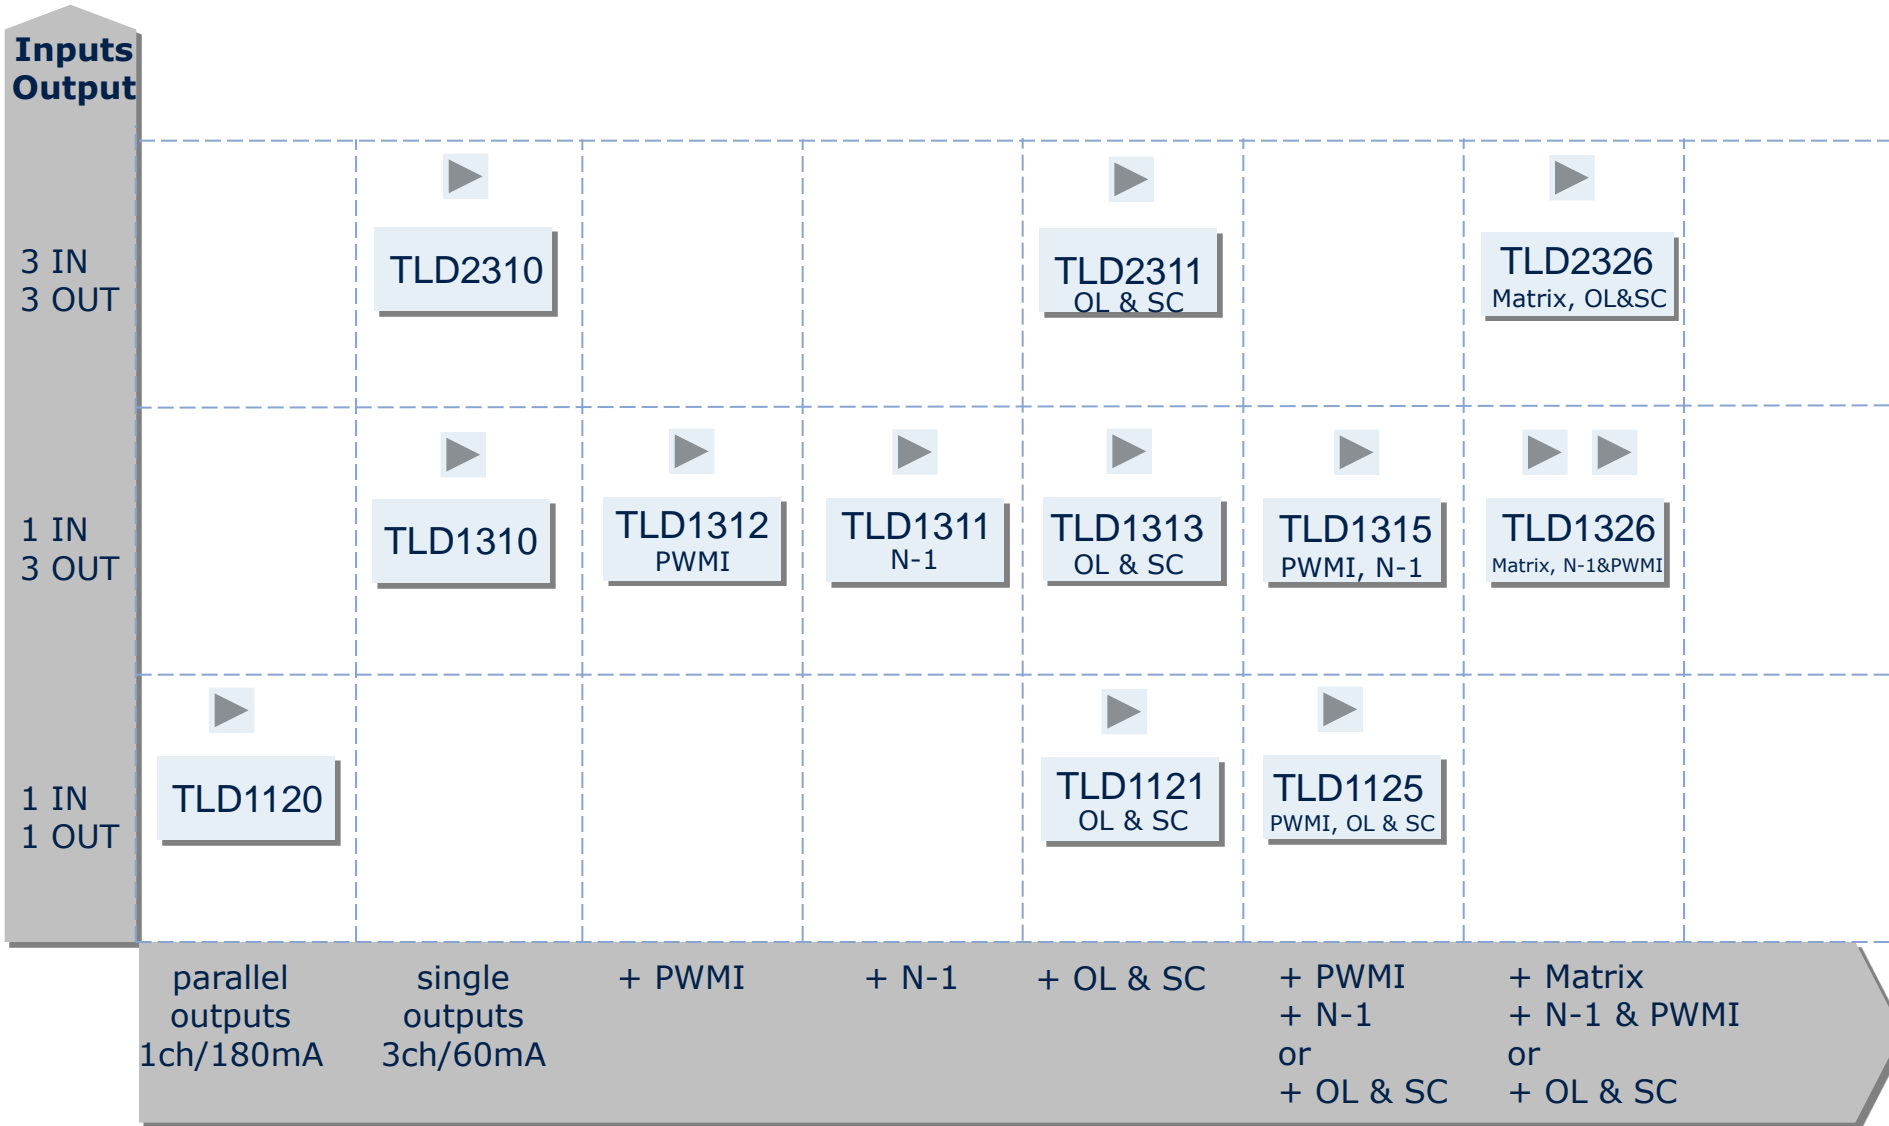 Inputs
Output
3 IN
3 OUT
TLD2310
TLD2311
OL & SC
TLD2326
Matrix, OL&SC
1 IN
3 OUT
TLD1310
TLD1312
PWMI
TLD1311
N-1
TLD1313
OL & SC
TLD1315
PWMI, N-1
TLD1326
Matrix, N-1&PWMI
1 IN
1 OUT
TLD1120
TLD1121
OL & SC
TLD1125
PWMI, OL & SC
parallel
outputs
1ch/180mA
single
outputs
3ch/60mA
+ PWMI
+ N-1
+ OL & SC
+ PWMI
+ N-1
or
+ OL & SC
+ Matrix
+ N-1 & PWMI
or
+ OL & SC